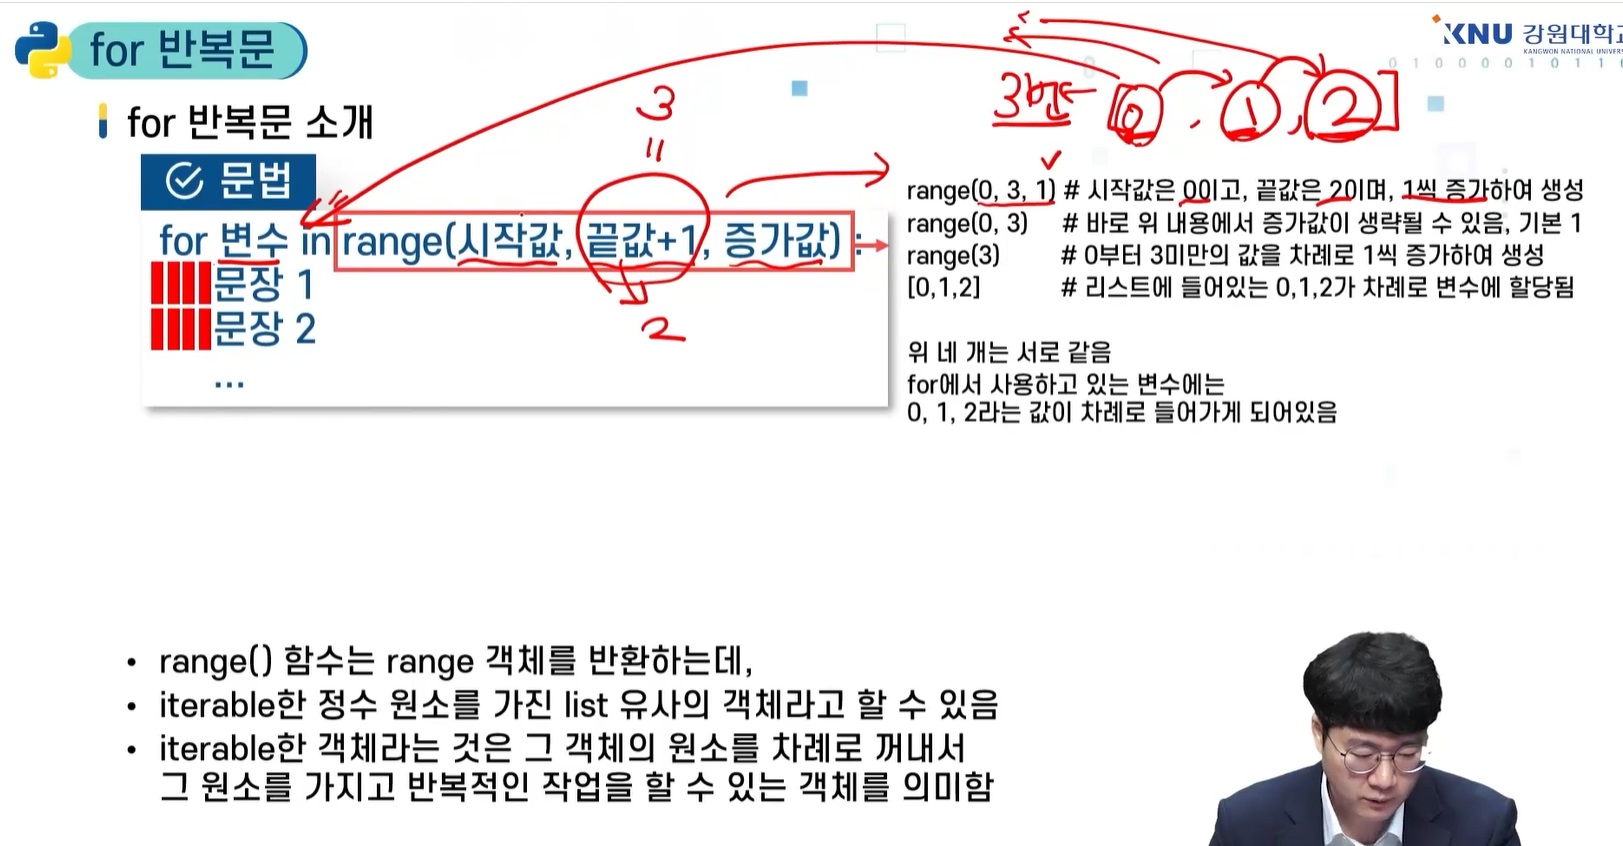 for 반복문
KNU 강원대학교
KANGWON NATIONAL UNIVERS
0 1 0 0 0 0 1 0 1 1 0
for 반복문 소개
3번 [0, 1, 2]
3
=
문법
for 변수 in range(시작값, 끝값+1, 증가값) :
문장 1
문장 2
...
2
range(0, 3, 1) # 시작값은 0이고, 끝값은 2이며, 1씩 증가하여 생성
range(0, 3) # 바로 위 내용에서 증가값이 생략될 수 있음, 기본 1
range(3) # 0부터 3미만의 값을 차례로 1씩 증가하여 생성
[0,1,2] # 리스트에 들어있는 0,1,2가 차례로 변수에 할당됨
위 네 개는 서로 같음
for에서 사용하고 있는 변수에는
0, 1, 2라는 값이 차례로 들어가게 되어있음
• range() 함수는 range 객체를 반환하는데,
• iterable한 정수 원소를 가진 list 유사의 객체라고 할 수 있음
• iterable한 객체라는 것은 그 객체의 원소를 차례로 꺼내서
그 원소를 가지고 반복적인 작업을 할 수 있는 객체를 의미함